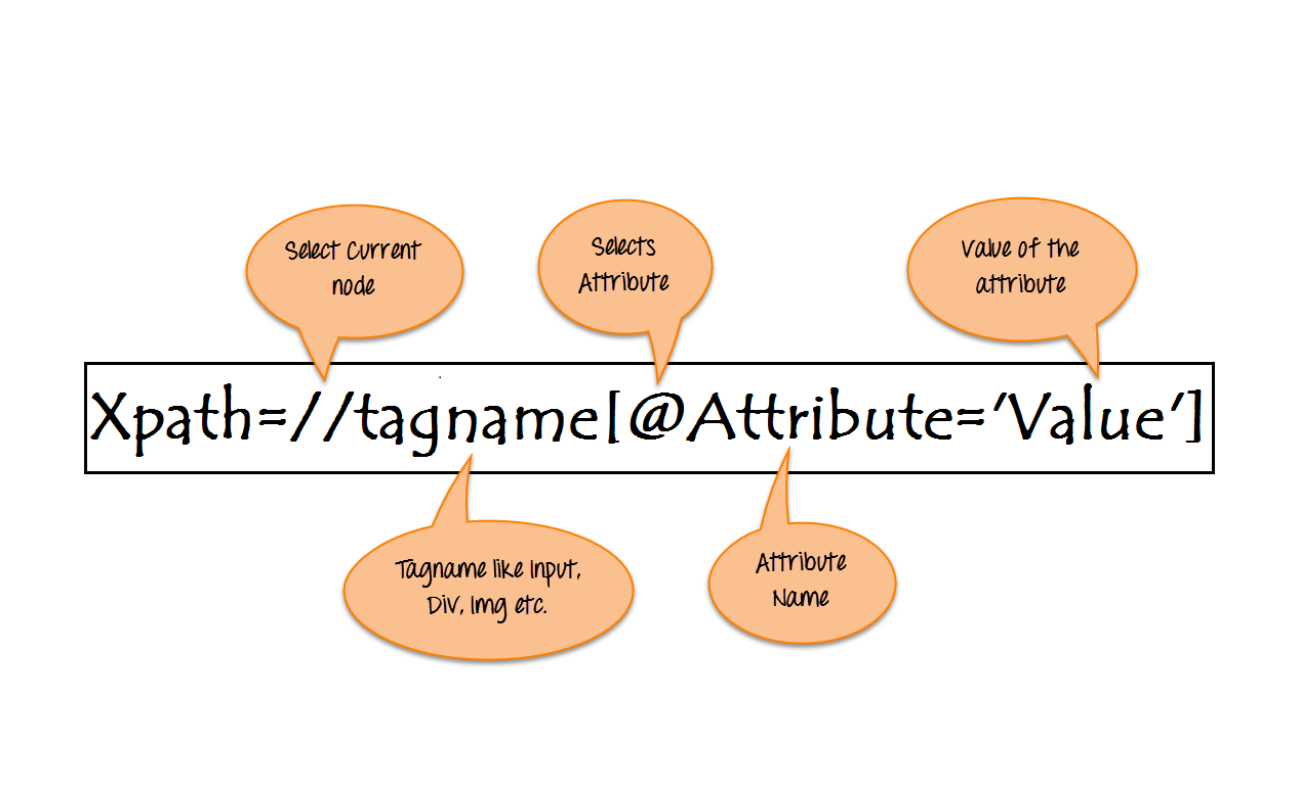 Select Current
node
Selects
Attribute
Value of the
attribute
Xpath=//tagname[@Attribute='Value']
Tagname like Input,
Div, Img etc.
Attribute
Name